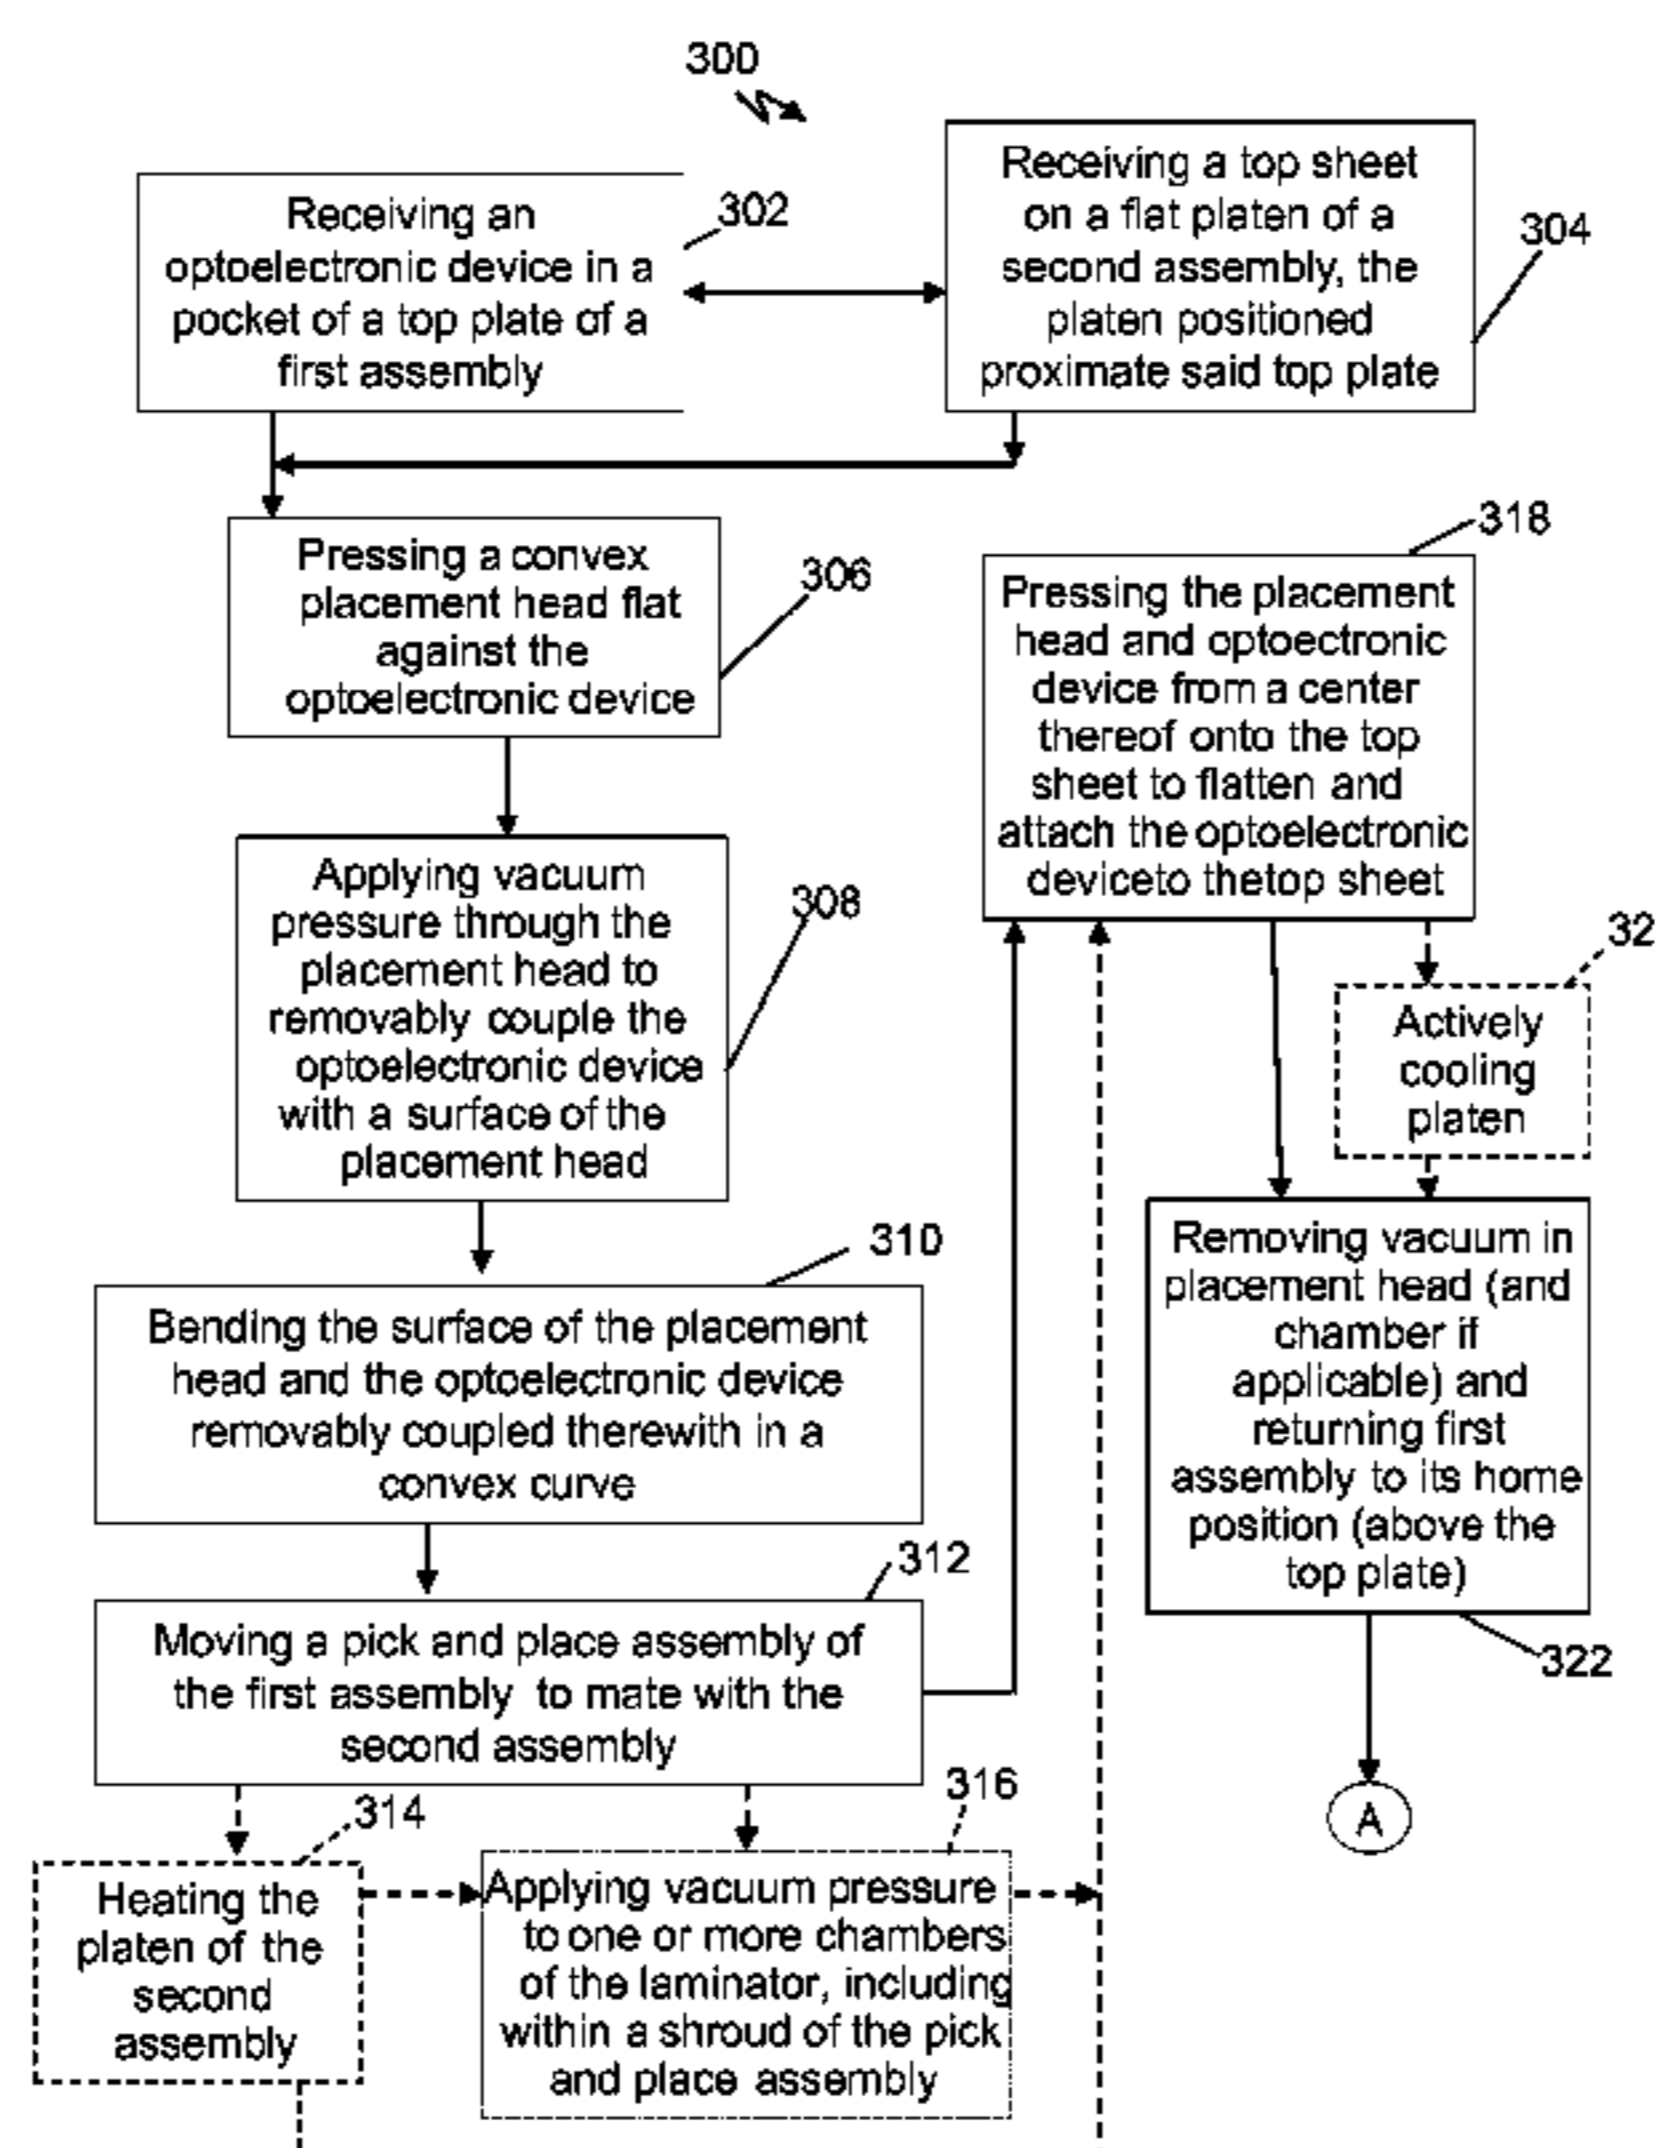 300
Receiving an
optoelectronic device in a
pocket of a top plate of a
first assembly
302
Receiving a top sheet
on a flat platen of a
second assembly, the
platen positioned
proximate said top plate
304
Pressing a convex
placement head flat
against the
optoelectronic device
306
Applying vacuum
pressure through the
placement head to
removably couple the
optoelectronic device
with a surface of the
placement head
308
310
Bending the surface of the placement
head and the optoelectronic device
removably coupled therewith in a
convex curve
312
Moving a pick and place assembly of
the first assembly to mate with the
second assembly
314
Heating the
platen of the
second
assembly
316
Applying vacuum pressure
to one or more chambers
of the laminator, including
within a shroud of the pick
and place assembly
318
Pressing the placement
head and optoectronic
device from a center
thereof onto the top
sheet to flatten and
attach the optoelectronic
deviceto thetop sheet
32
Actively
cooling
platen
Removing vacuum in
placement head (and
chamber if
applicable) and
returning first
assembly to its home
position (above the
top plate)
322
A